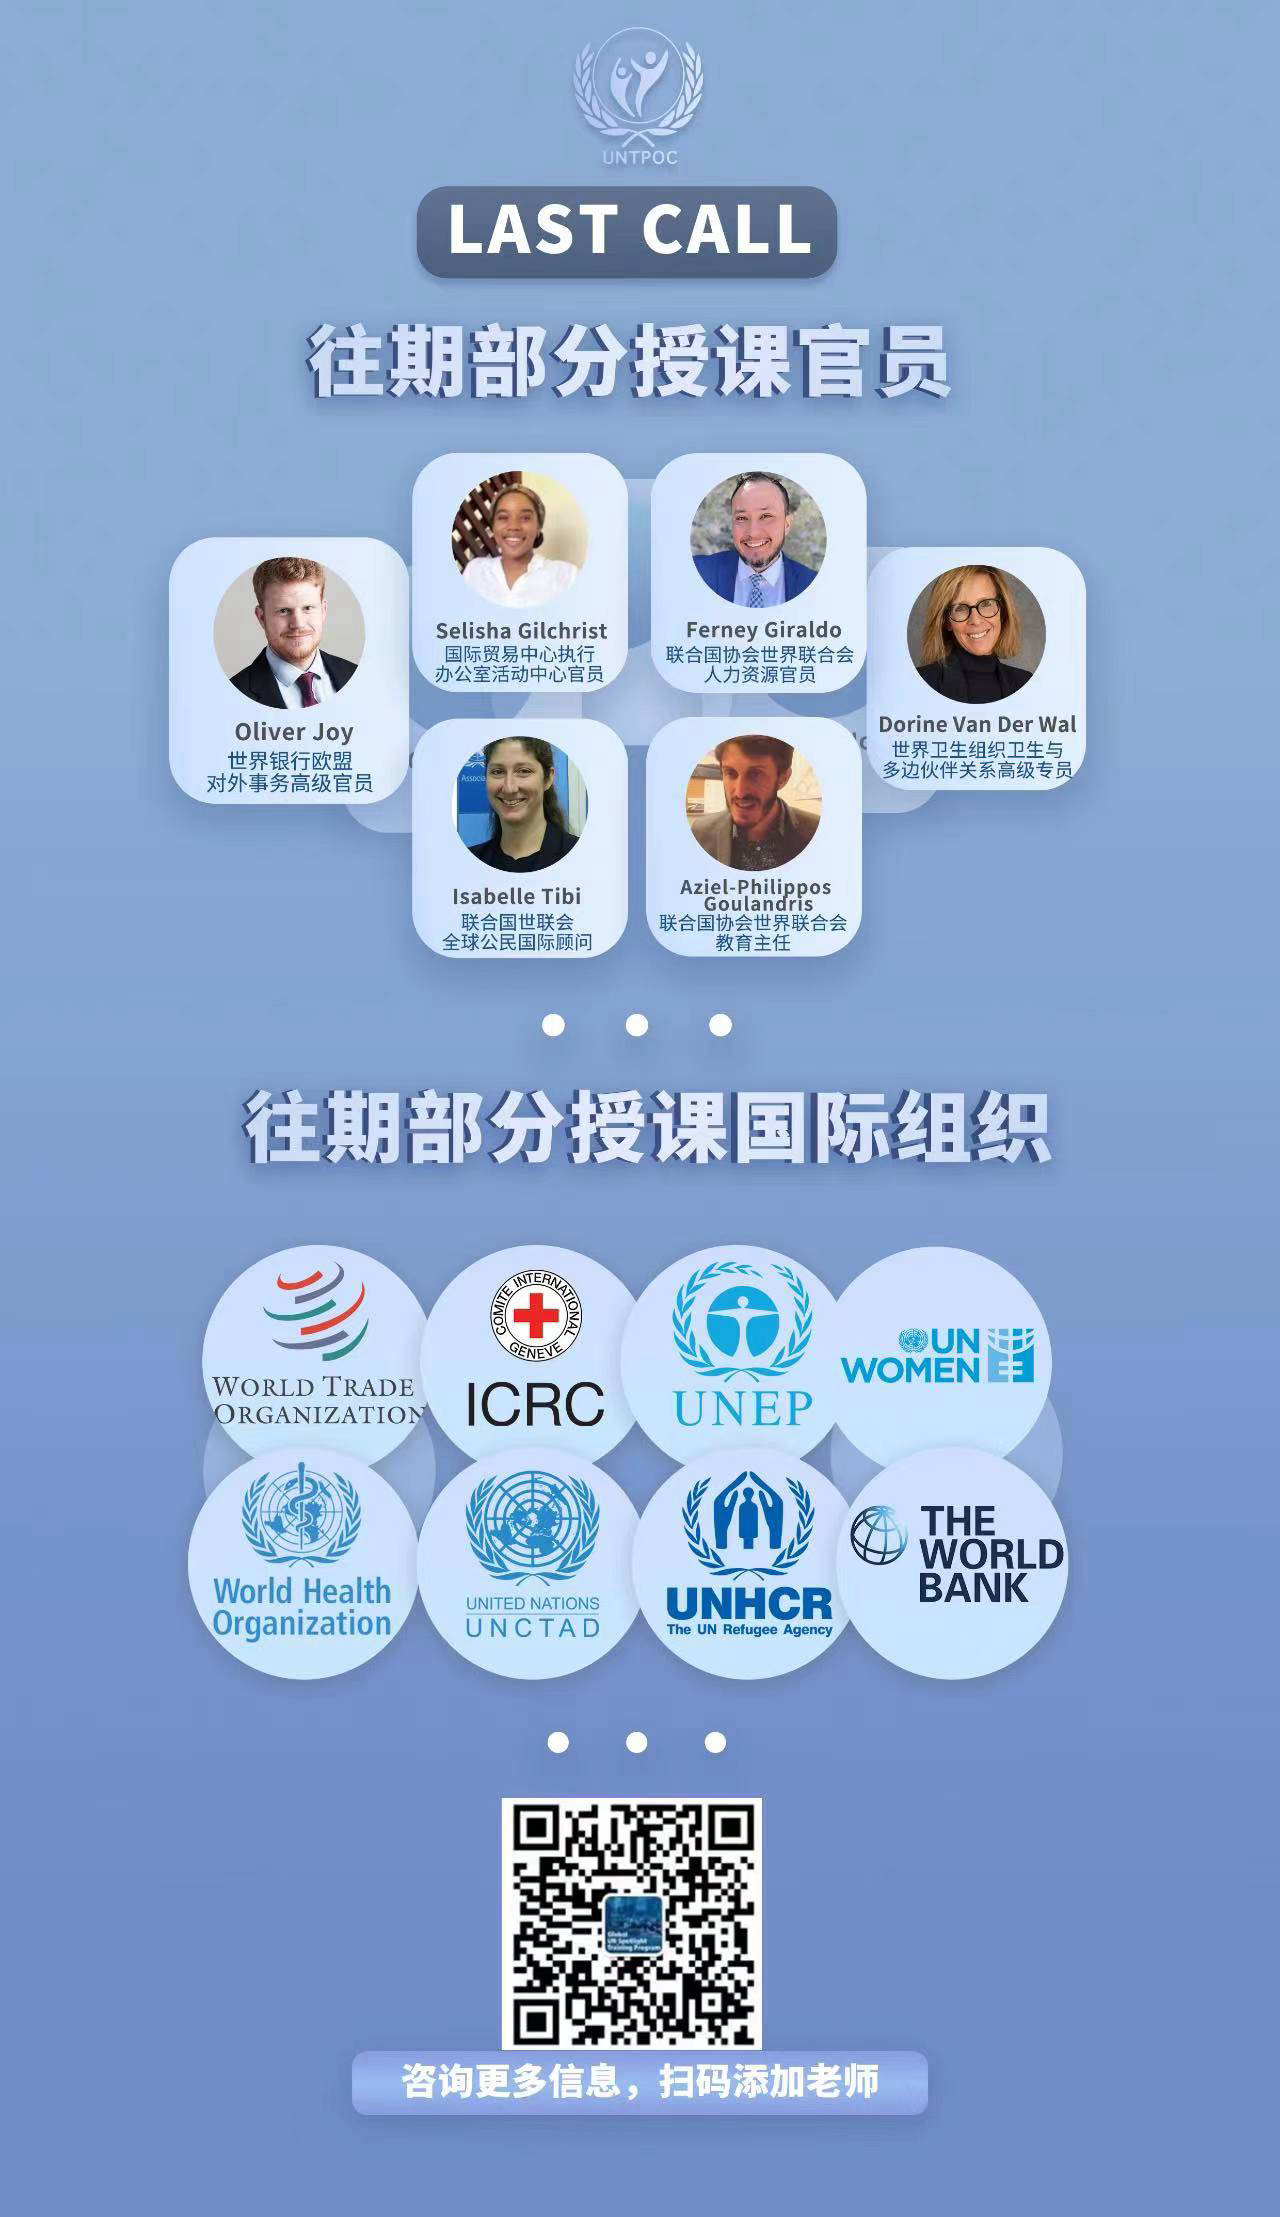 UNTPOC
LAST CALL
往期部分授课官员
Selisha Gilchrist
国际贸易中心执行
办公室活动中心官员
Ferney Giraldo
联合国协会世界联合会
人力资源官员
Oliver Joy
世界银行欧盟
对外事务高级官员
Dorine Van Der Wal
世界卫生组织卫生与
多边伙伴关系高级专员
Associa
Isabelle Tibi
联合国世联会
全球公民国际顾问
Aziel-Philippos
Goulandris
联合国协会世界联合会
教育主任
往期部分授课国际组织
WORLD TRADE
ORGANIZATION
COMITE INTERNATIONAL
GENEVE
ICRC
UNEP
UN
WOMEN
World Health
Organization
UNITED NATIONS
UNCTAD
UNHCR
The UN Refugee Agency
THE
WORLD
BANK
Global
UN Spotlight
Training Program
咨询更多信息，扫码添加老师